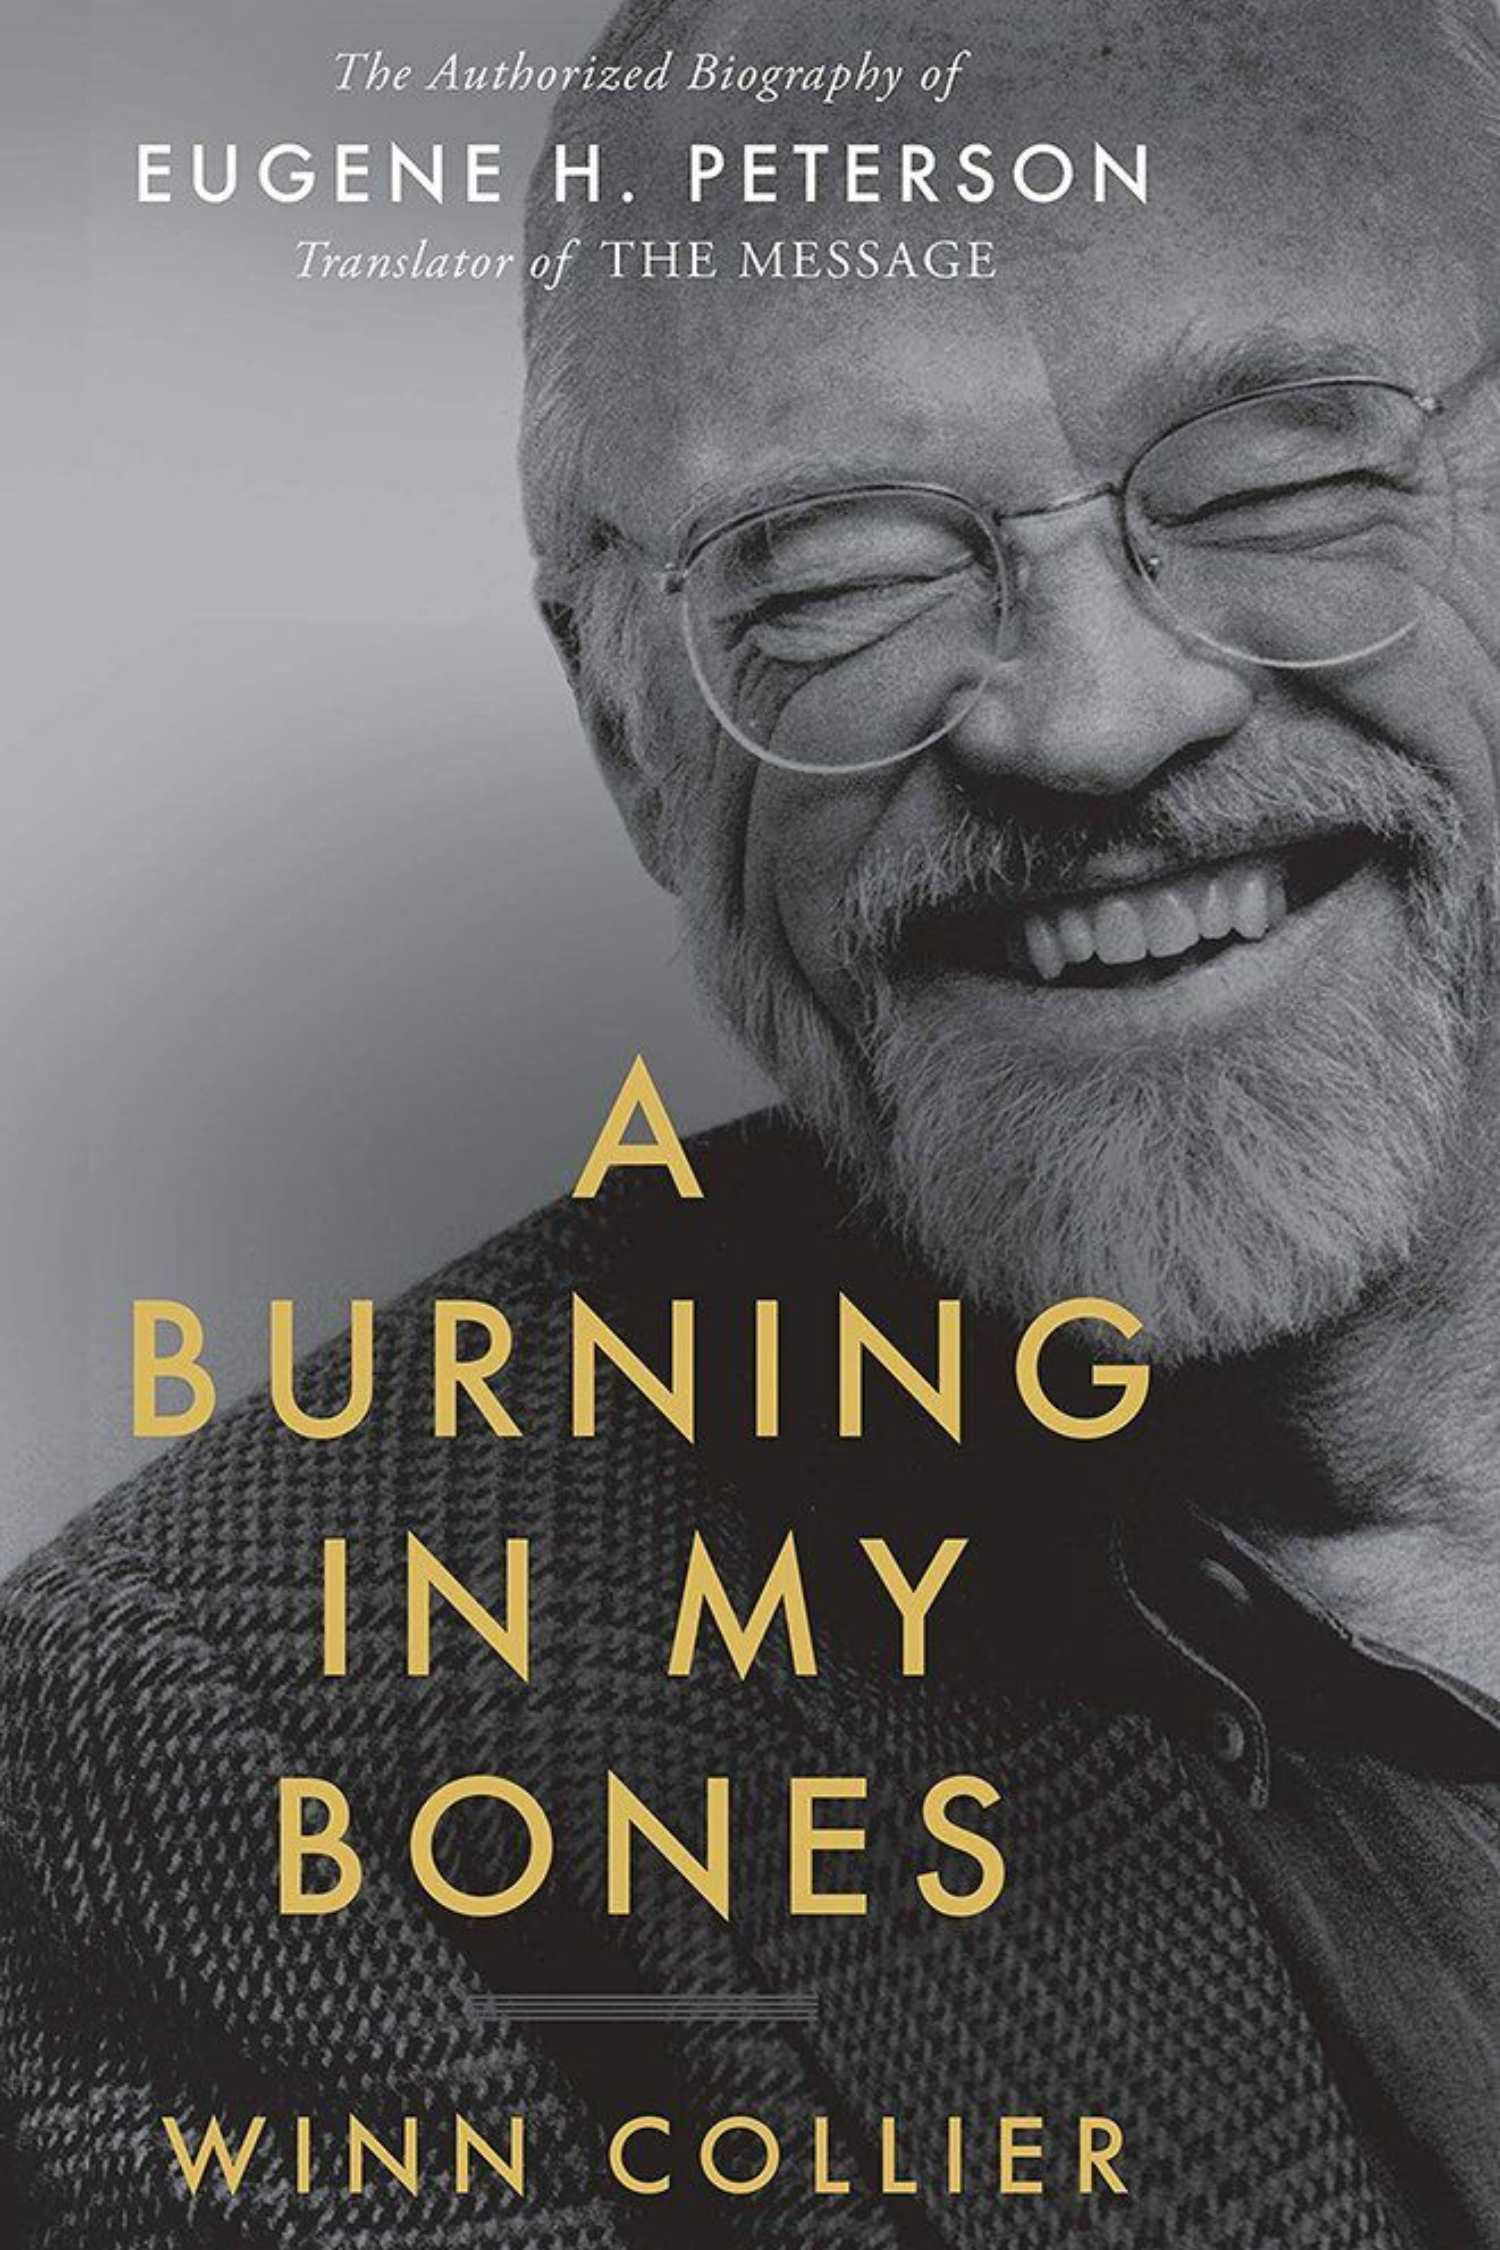 The Authorized Biography of
EUGENE H. PETERSON
Translator of THE MESSAGE
A
BURNING
IN MY
BONES
WINN COLLIER